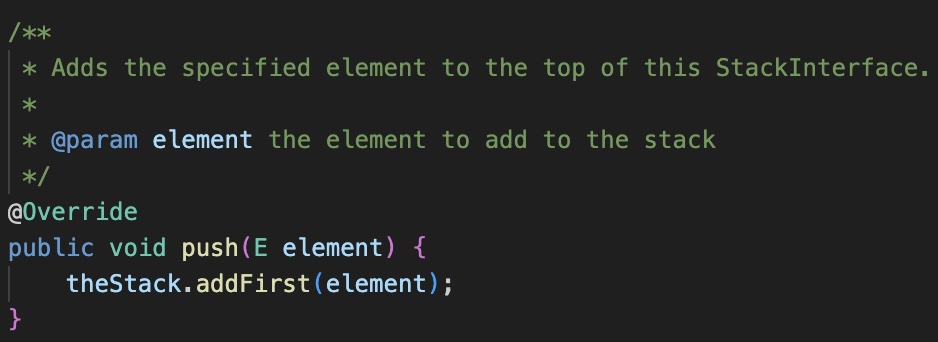 /**
 * Adds the specified element to the top of this StackInterface.
 *
 * @param element the element to add to the stack
 */
@Override
public void push(E element) {
    theStack.addFirst(element);
}